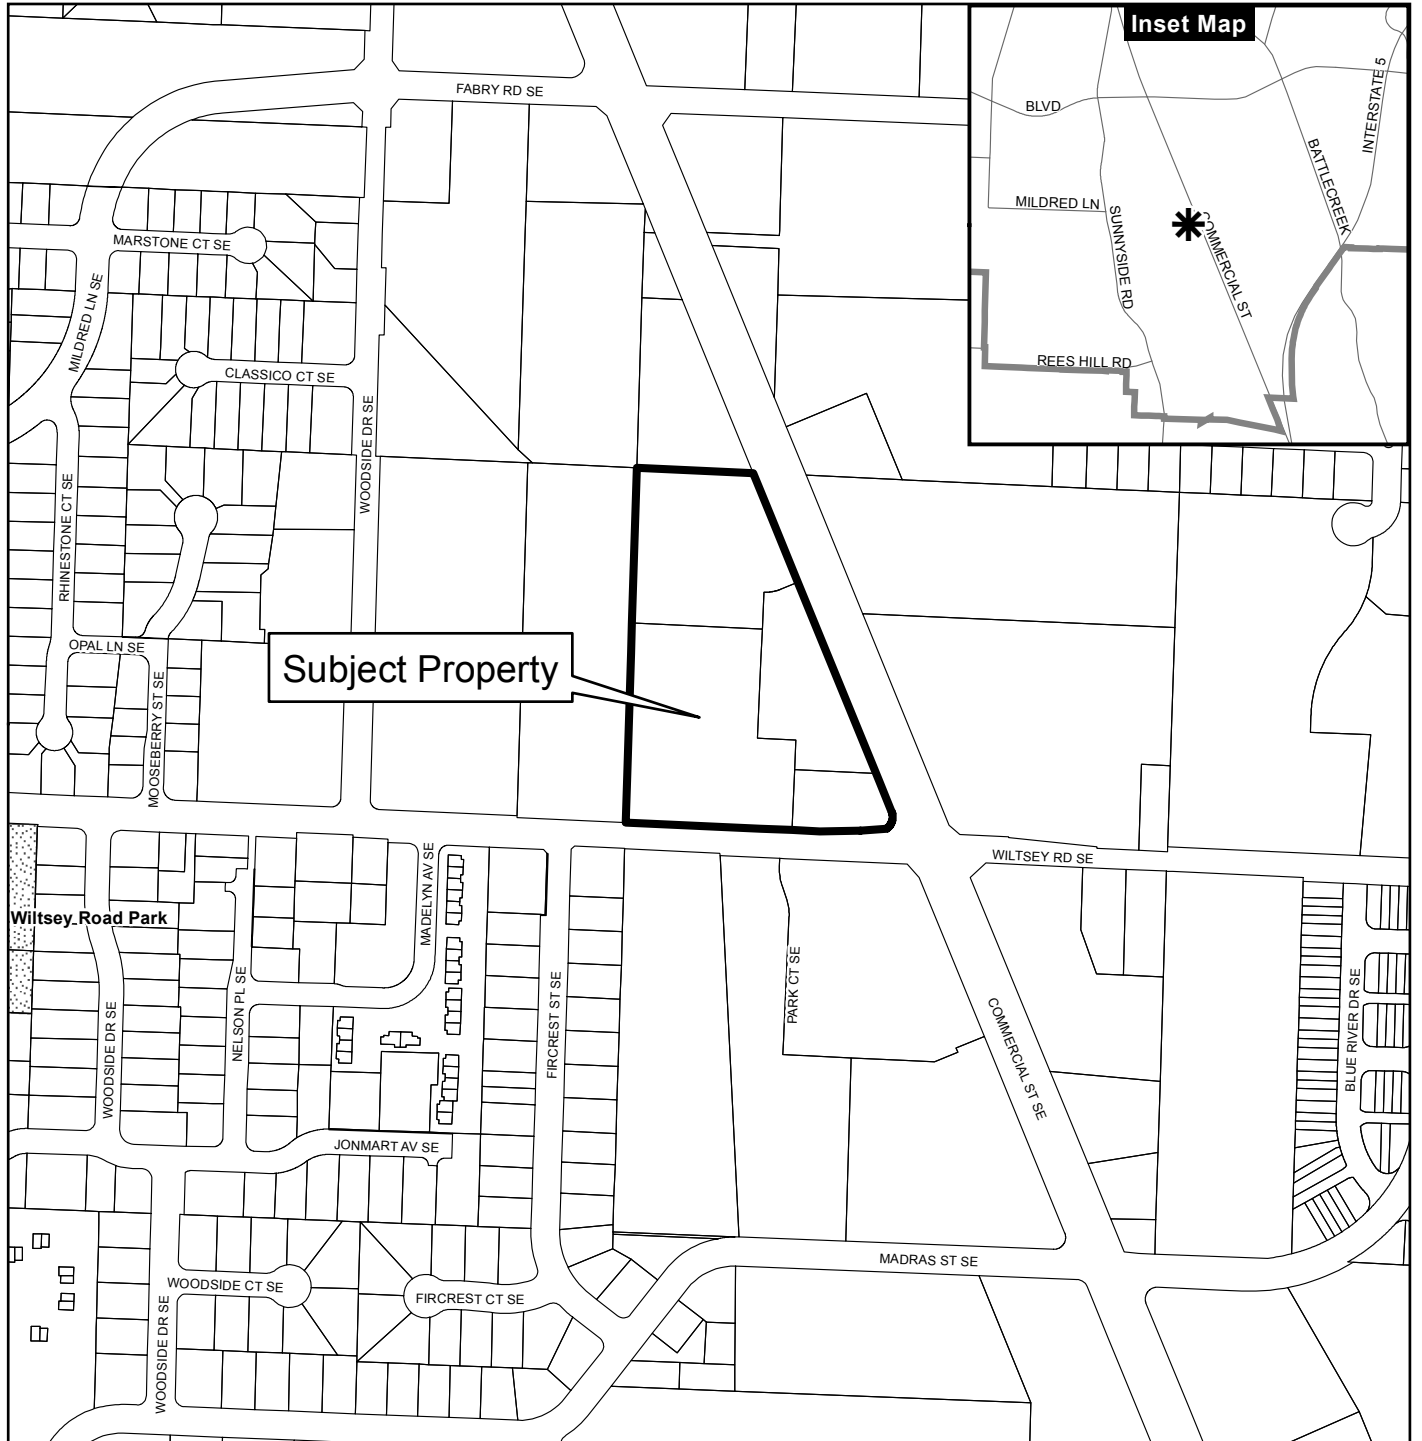 Inset Map
FABRY RD SE
BLVD
INTERSTATE 5
BATTLECREEK
MILDRED LN
SUNNYSIDE RD
COMMERCIAL ST
REES HILL RD
MARSTONE CT SE
MILDRED LN SE
CLASSICO CT SE
WOODSIDE DR SE
RHINESTONE CT SE
OPAL LN SE
MOOSEBERRY ST SE
Subject Property
WILTSEY RD SE
Wiltsey Road Park
MADELYN AV SE
NELSON PL SE
WOODSIDE DR SE
FIRCREST ST SE
PARK CT SE
COMMERCIAL ST SE
BLUE RIVER DR SE
JONMART AV SE
MADRAS ST SE
WOODSIDE CT SE
FIRCREST CT SE
WOODSIDE DR SE